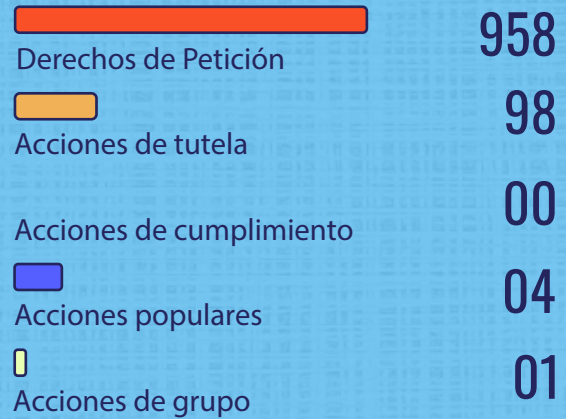 958
Derechos de Petición
98
Acciones de tutela
00
Acciones de cumplimiento
04
Acciones populares
01
Acciones de grupo